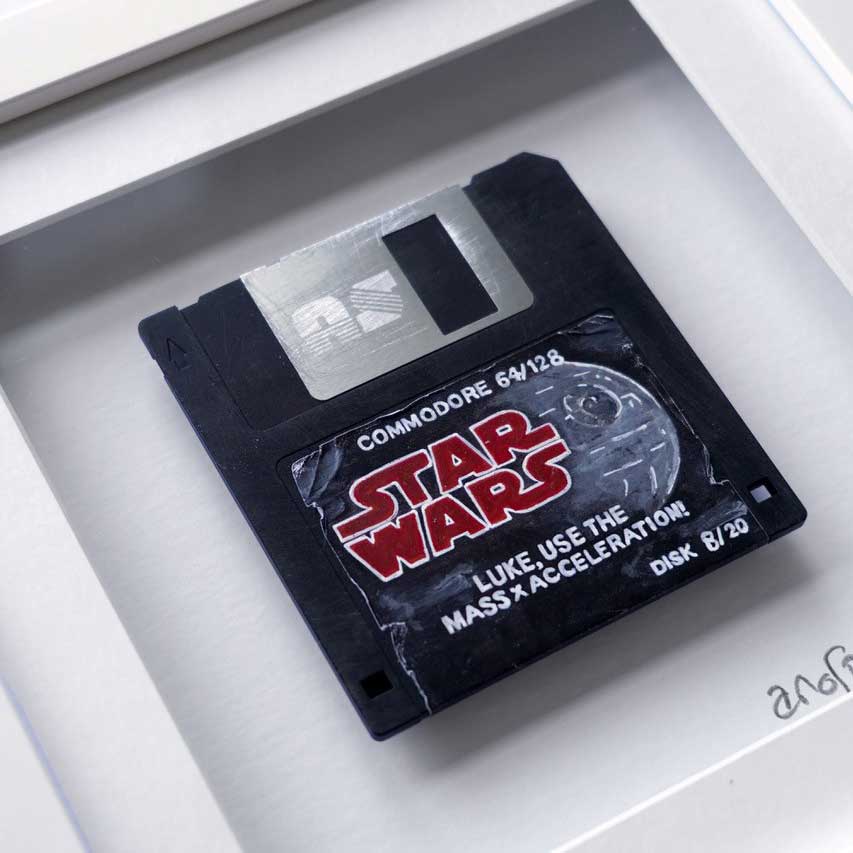 COMMODORE 64/128
STAR
WARS
LUKE, USE THE
MASS x ACCELERATION!
DISK 8/20